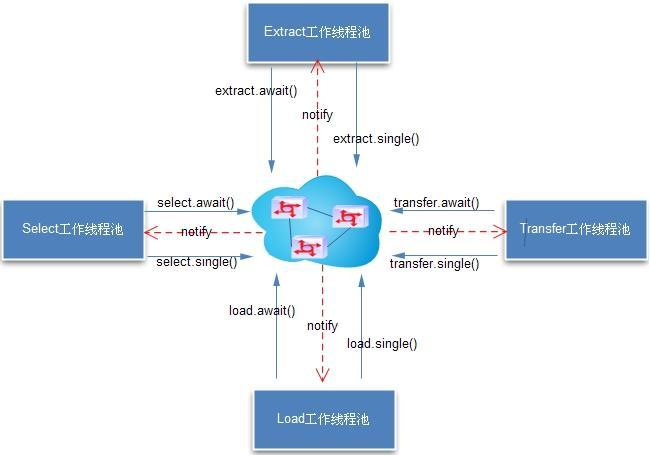 Extract工作线程池
extract.await()
notify
extract.single()
select.await()
transfer.await()
Select工作线程池
notify
notify
Transfer工作线程池
select.single()
transfer.single()
load.await()
notify
load.single()
Load工作线程池